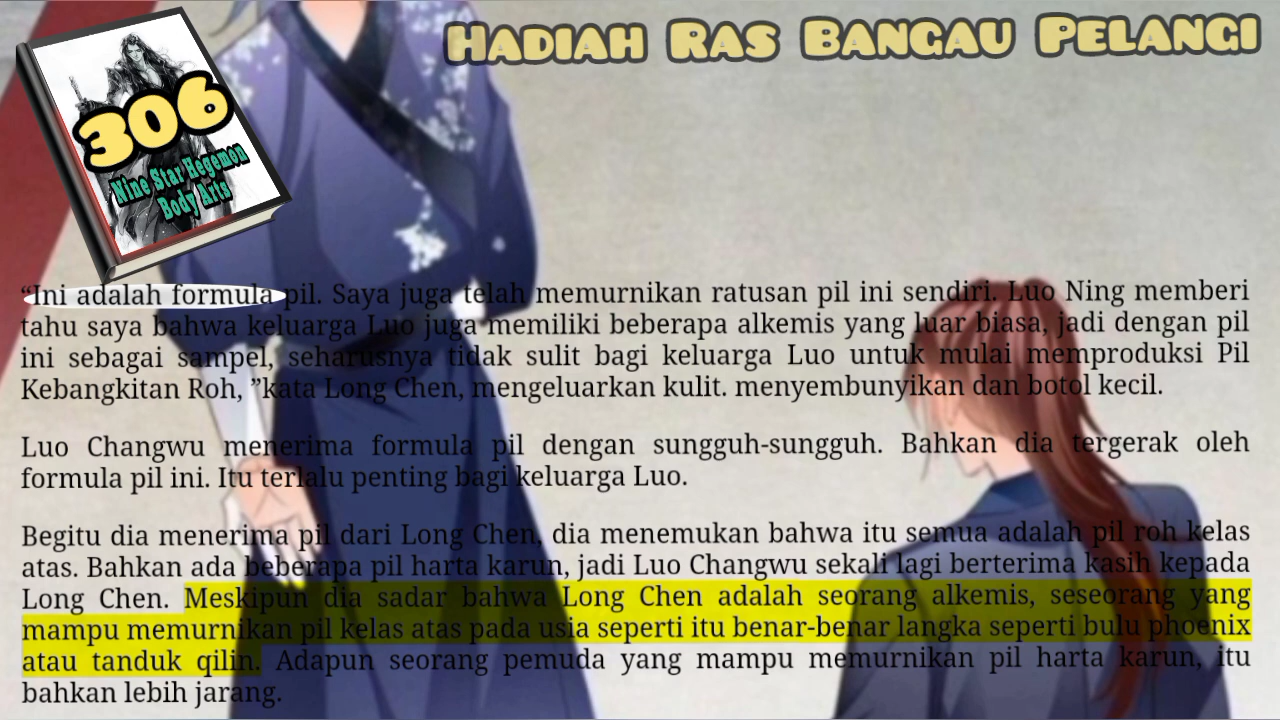 HADIAH RAS BANGAU PELANGI
306
Nine Star Hegemon
Body Arts
“Ini adalah formula pil. Saya juga telah memurnikan ratusan pil ini sendiri. Luo Ning memberi
tahu saya bahwa keluarga Luo juga memiliki beberapa alkemis yang luar biasa, jadi dengan pil
ini sebagai sampel, seharusnya tidak sulit bagi keluarga Luo untuk mulai memproduksi Pil
Kebangkitan Roh, ”kata Long Chen, mengeluarkan kulit. menyembunyikan dan botol kecil.
Luo Changwu menerima formula pil dengan sungguh-sungguh. Bahkan dia tergerak oleh
formula pil ini. Itu terlalu penting bagi keluarga Luo.
Begitu dia menerima pil dari Long Chen, dia menemukan bahwa itu semua adalah pil roh kelas
atas. Bahkan ada beberapa pil harta karun, jadi Luo Changwu sekali lagi berterima kasih kepada
Long Chen. Meskipun dia sadar bahwa Long Chen adalah seorang alkemis, seseorang yang
mampu memurnikan pil kelas atas pada usia seperti itu benar-benar langka seperti bulu phoenix
atau tanduk qilin. Adapun seorang pemuda yang mampu memurnikan pil harta karun, itu
bahkan lebih jarang.